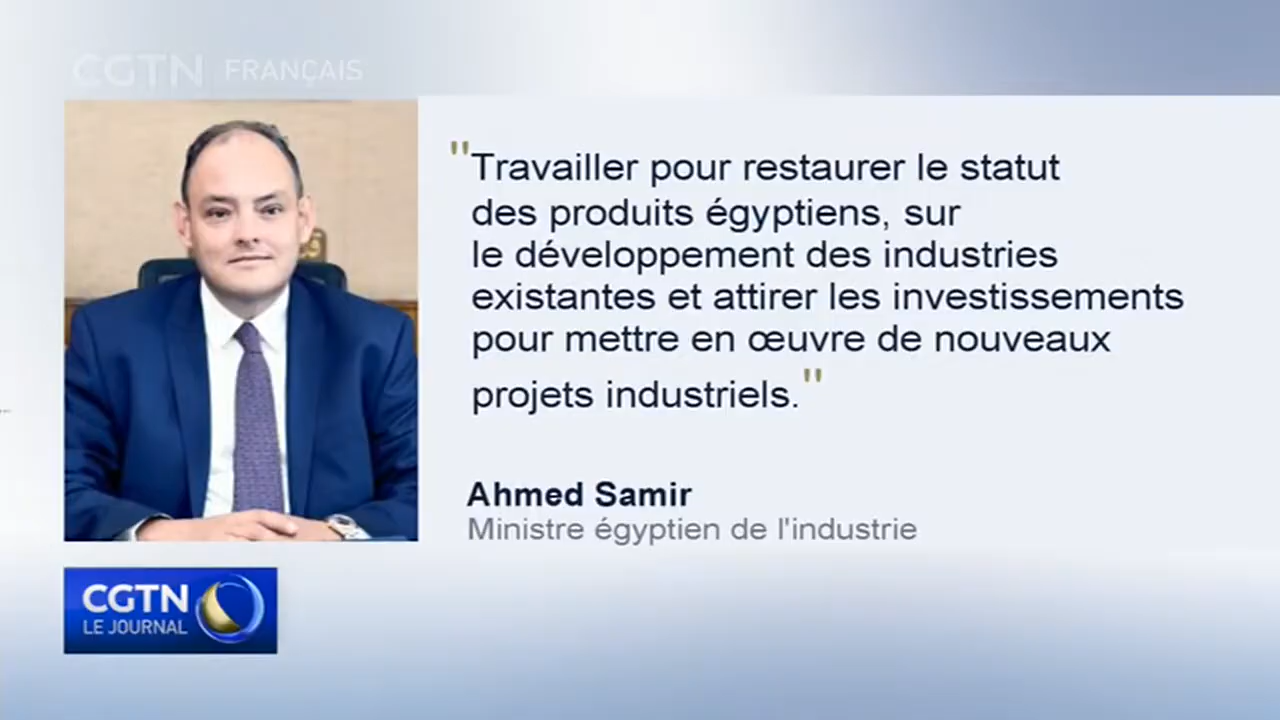 CGTN FRANÇAIS
"Travailler pour restaurer le statut
des produits égyptiens, sur
le développement des industries
existantes et attirer les investissements
pour mettre en œuvre de nouveaux
projets industriels."
Ahmed Samir
Ministre égyptien de l'industrie
CGTN
LE JOURNAL